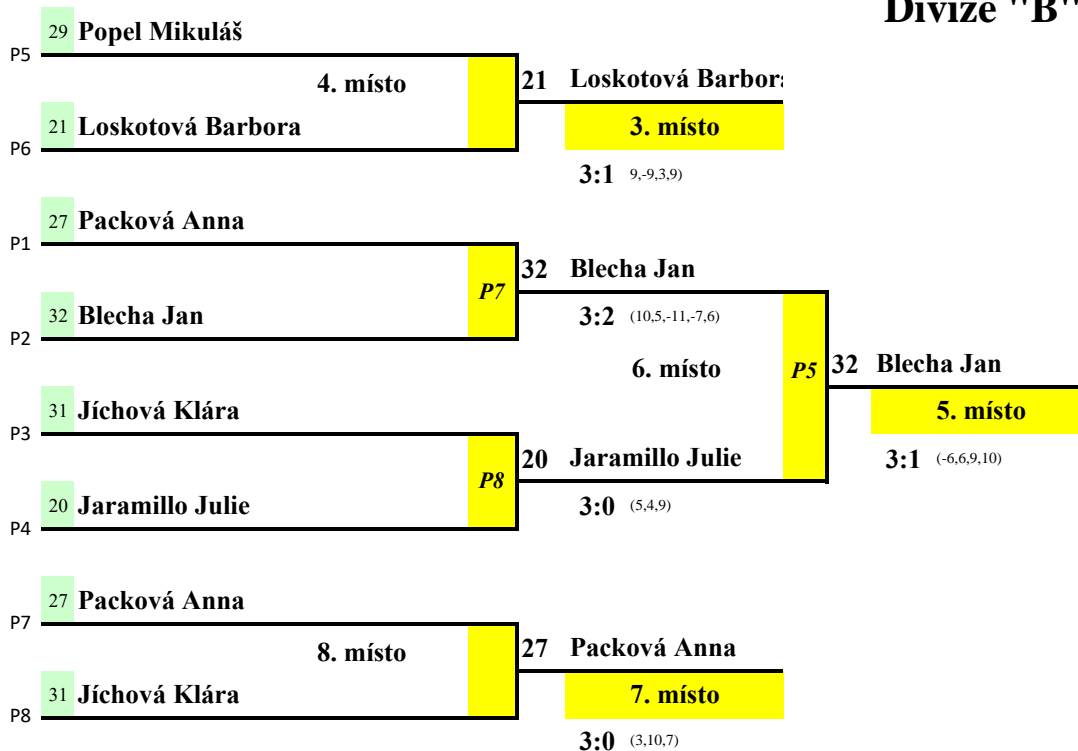 Divize "B"
29 Popel Mikuláš
P5
4. místo
21 Loskotová Barbora
21 Loskotová Barbora
3. místo
P6
3:1 9,-9,3,9)
27 Packová Anna
P1
32 Blecha Jan
P7
32 Blecha Jan
3:2 (10,5,-11,-7,6)
P2
6. místo
P5
32 Blecha Jan
31 Jíchová Klára
5. místo
P3
20 Jaramillo Julie
3:1 (-6,6,9,10)
P8
20 Jaramillo Julie
3:0 (5,4,9)
P4
27 Packová Anna
P7
8. místo
27 Packová Anna
31 Jíchová Klára
7. místo
P8
3:0 (3,10,7)